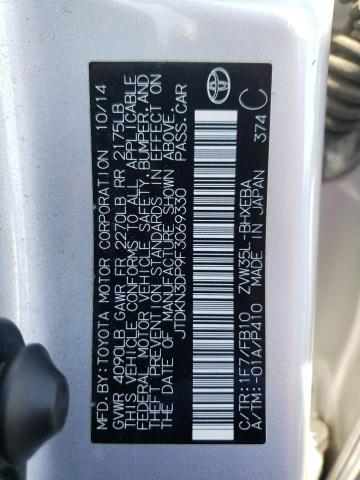 MFD. BY: TOYOTA MOTOR CORPORATION 10/14
GVWR 4090LB GAWR FR 2270LB RR 2175LB
THIS VEHICLE CONFORMS TO ALL APPLICABLE
FEDERAL MOTOR VEHICLE SAFETY, BUMPER, AND
THEFT PREVENTION STANDARDS IN EFFECT ON
THE DATE OF MANUFACTURE SHOWN ABOVE.
JTDKN3DP9F3069330 PASS.CAR
C/TR: 1F7/FB10 ZVW35L-BHXEBA
A/TM: -01A/P410 MADE IN JAPAN 374 C
TOYOTA